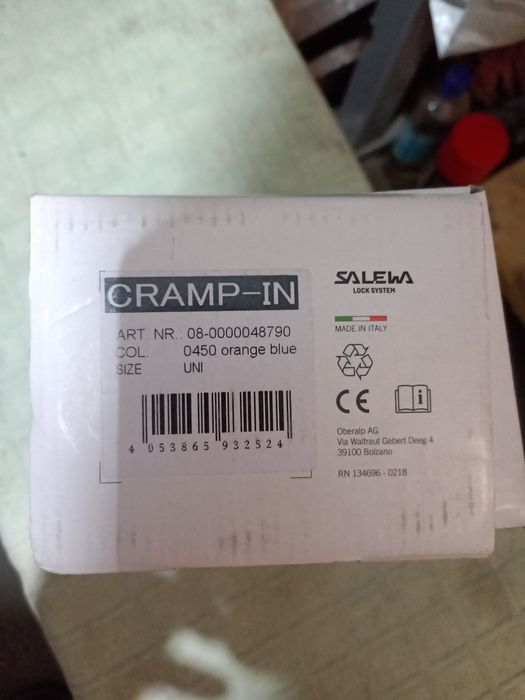 CRAMP-IN
ART. NR.: 08-0000048790
COL: 0450 orange blue
SIZE UNI
4 053865 932524
SALEWA
LOCK SYSTEM
MADE IN ITALY
CE
i
Oberalp AG
Via Waltraut Gebert Deeg 4
39100 Bolzano
RN 134696 - 0218